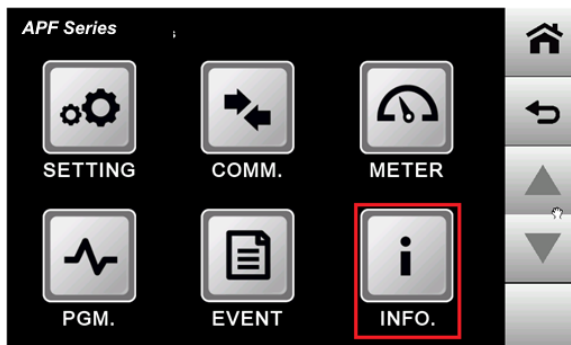 APF Series
SETTING
COMM.
METER
PGM.
EVENT
INFO.